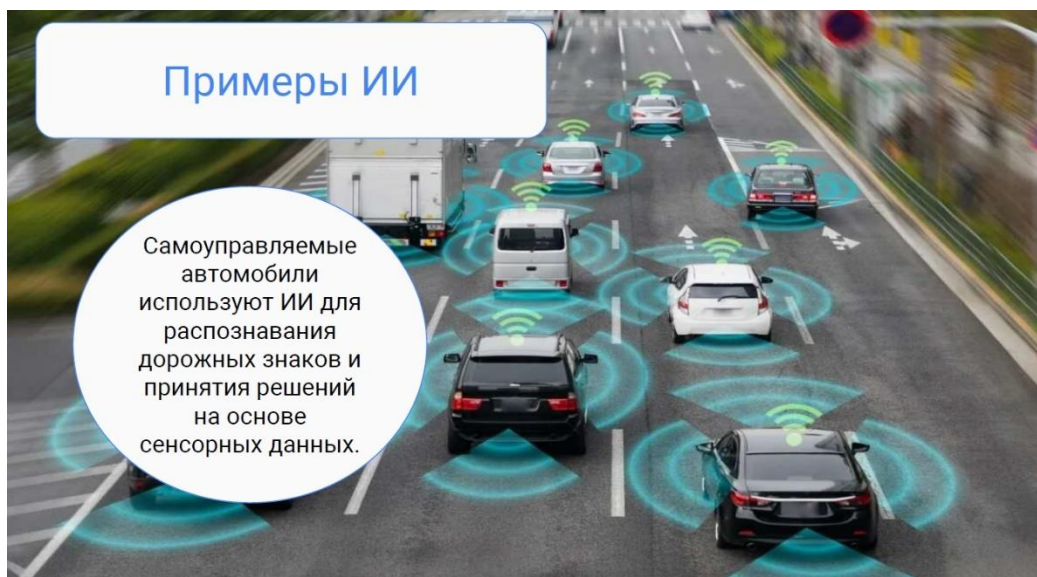 Примеры ИИ
Самоуправляемые
автомобили
используют ИИ для
распознавания
дорожных знаков и
принятия решений
на основе
сенсорных данных.